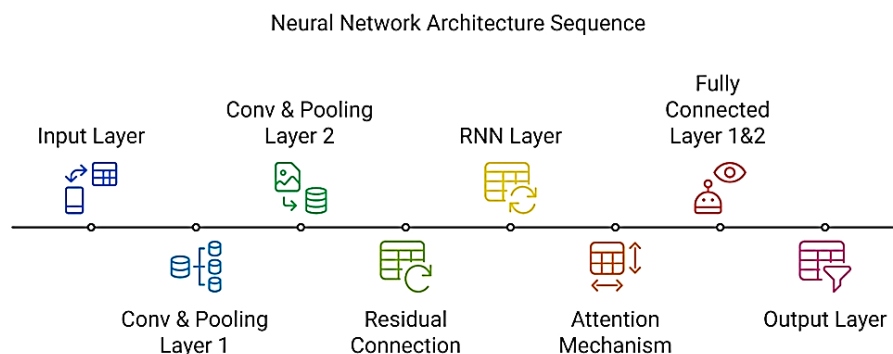 Neural Network Architecture Sequence
Input Layer
Conv & Pooling
Layer 1
Conv & Pooling
Layer 2
Residual
Connection
RNN Layer
Attention
Mechanism
Fully
Connected
Layer 1&2
Output Layer